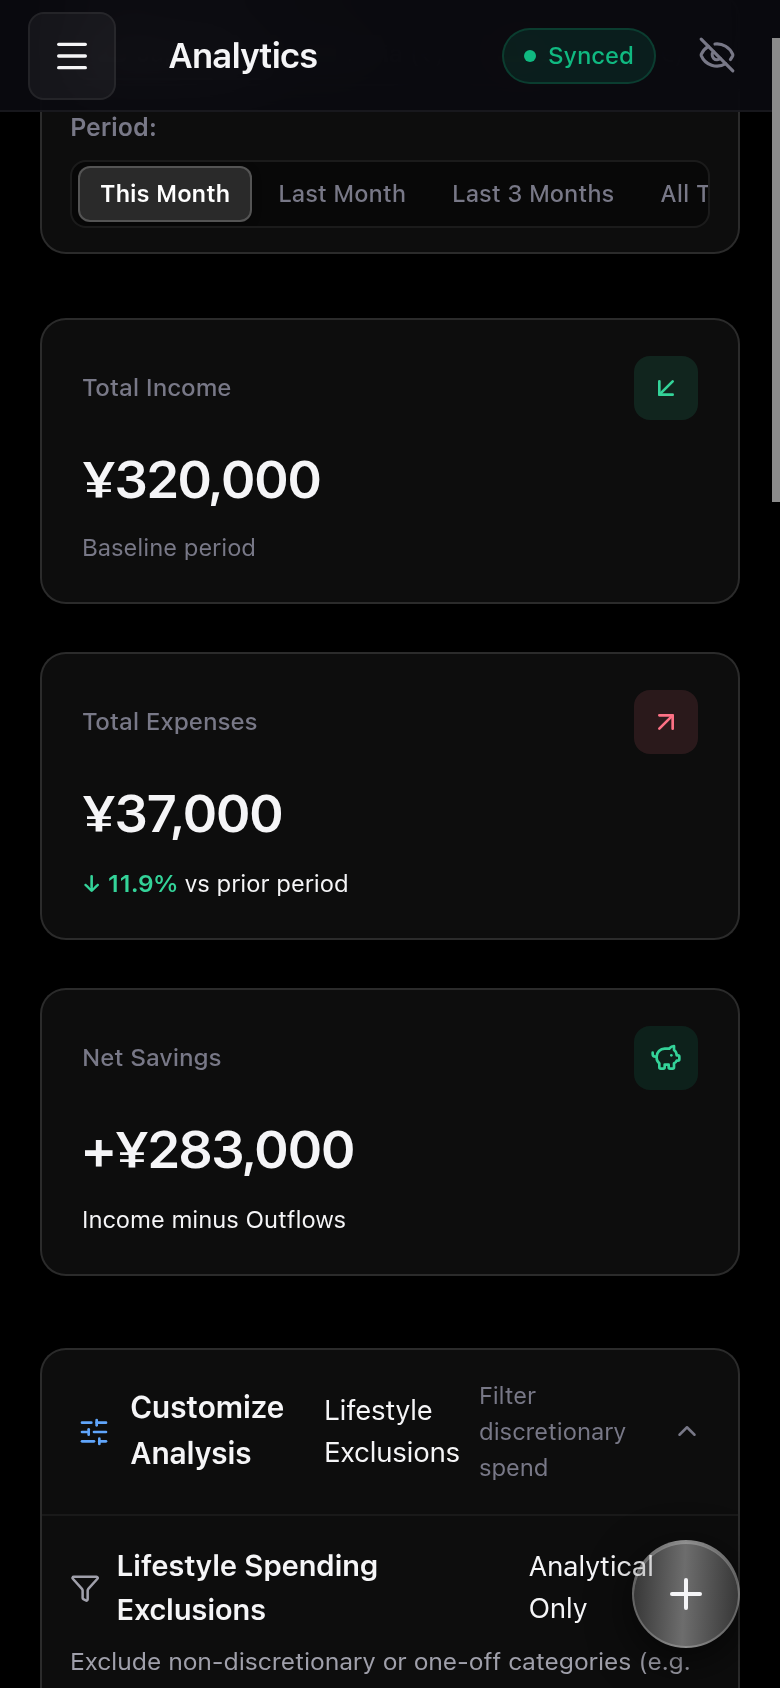 Analytics
Synced
Period:
This Month
Last Month
Last 3 Months
All T
Total Income
¥320,000
Baseline period
Total Expenses
¥37,000
↓ 11.9% vs prior period
Net Savings
+¥283,000
Income minus Outflows
Customize
Analysis
Lifestyle
Exclusions
Filter
discretionary
spend
Lifestyle Spending
Exclusions
Analytical
Only
Exclude non-discretionary or one-off categories (e.g.